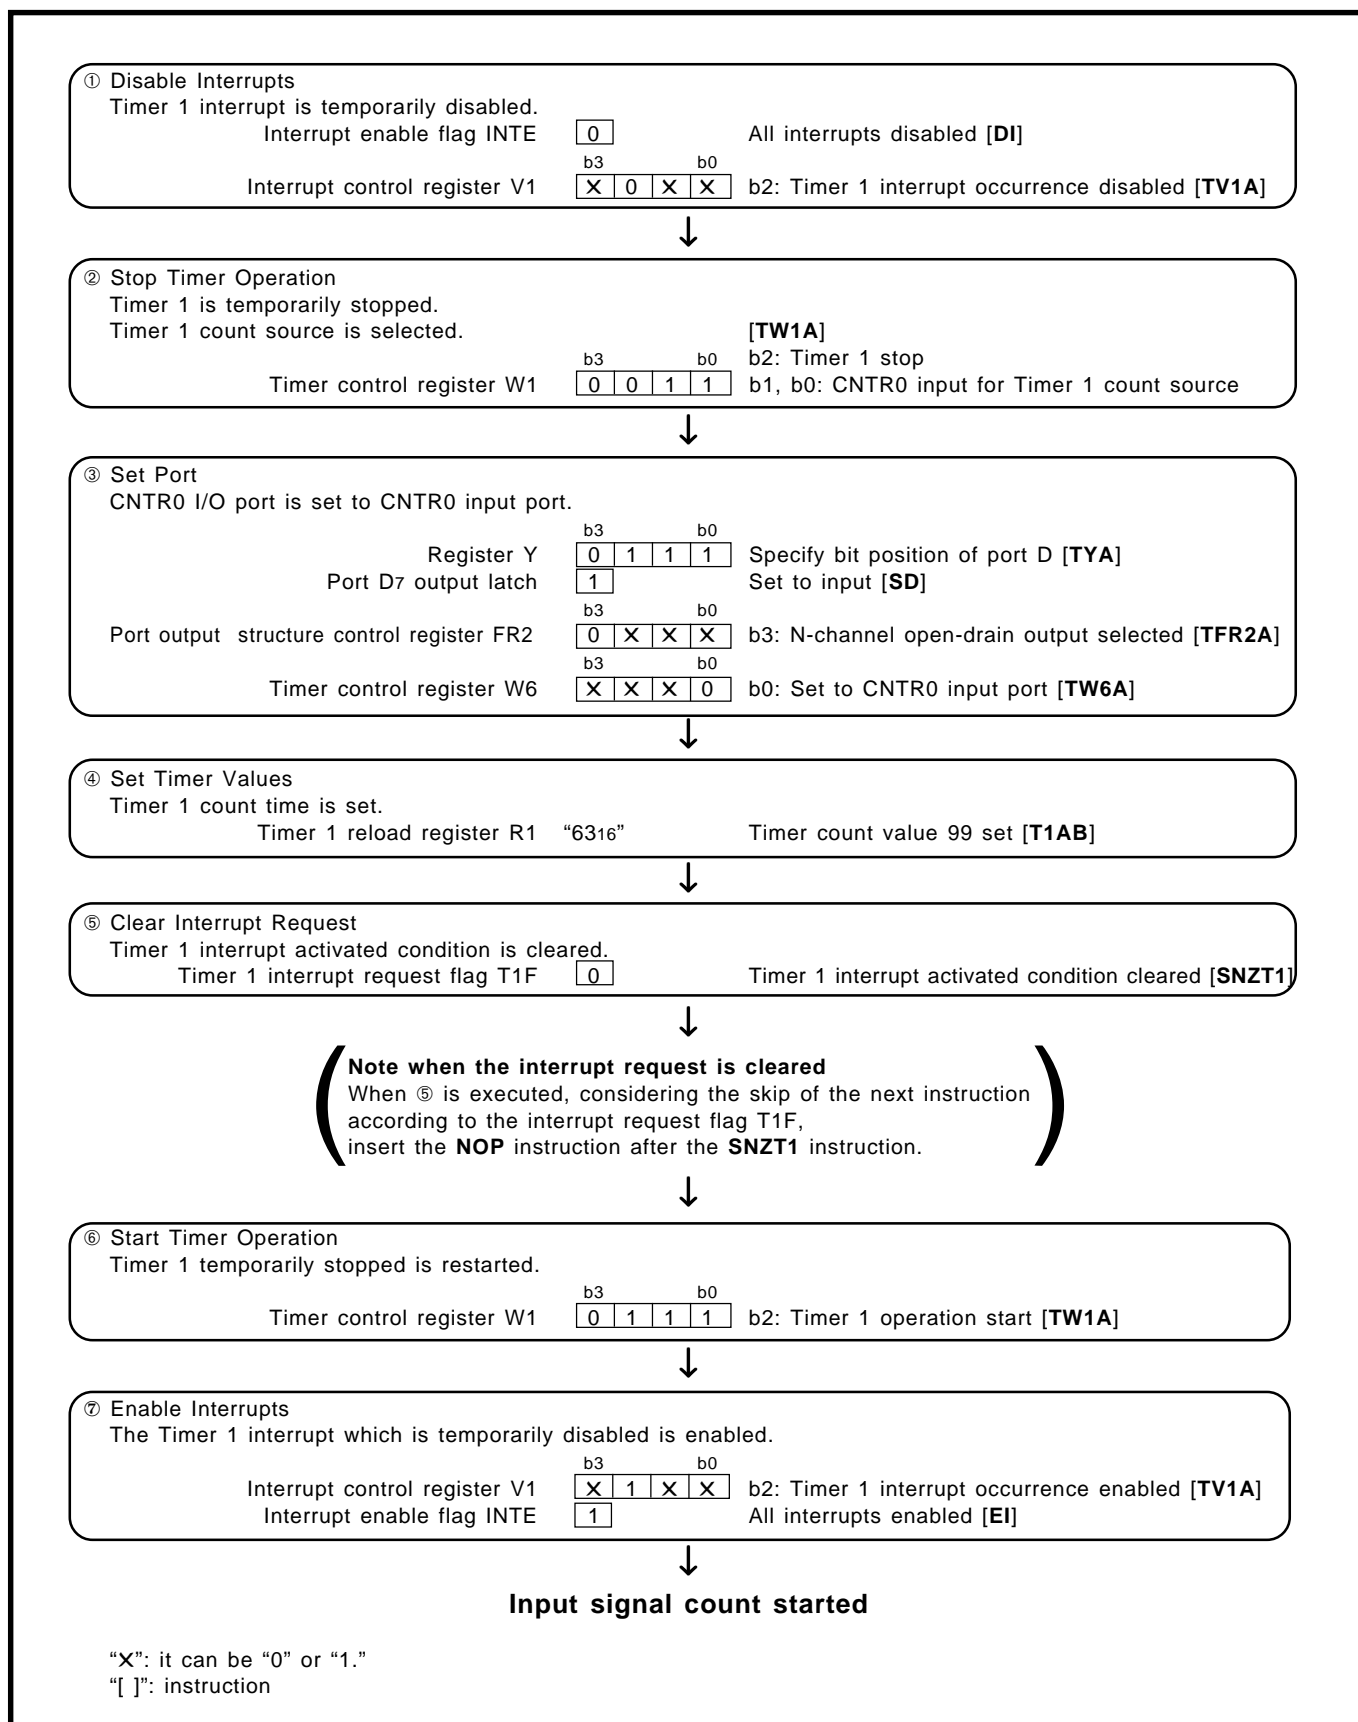 ① Disable Interrupts
Timer 1 interrupt is temporarily disabled.
Interrupt enable flag INTE 0 All interrupts disabled [DI]
b3 b0
Interrupt control register V1 ✕ 0 ✕ ✕ b2: Timer 1 interrupt occurrence disabled [TV1A]
↓
② Stop Timer Operation
Timer 1 is temporarily stopped.
Timer 1 count source is selected. [TW1A]
b3 b0 b2: Timer 1 stop
Timer control register W1 0 0 1 1 b1, b0: CNTR0 input for Timer 1 count source
↓
③ Set Port
CNTR0 I/O port is set to CNTR0 input port.
b3 b0
Register Y 0 1 1 1 Specify bit position of port D [TYA]
Port D7 output latch 1 Set to input [SD]
b3 b0
Port output structure control register FR2 0 ✕ ✕ ✕ b3: N-channel open-drain output selected [TFR2A]
b3 b0
Timer control register W6 ✕ ✕ ✕ 0 b0: Set to CNTR0 input port [TW6A]
↓
④ Set Timer Values
Timer 1 count time is set.
Timer 1 reload register R1 “6316” Timer count value 99 set [T1AB]
↓
⑤ Clear Interrupt Request
Timer 1 interrupt activated condition is cleared.
Timer 1 interrupt request flag T1F 0 Timer 1 interrupt activated condition cleared [SNZT1]
↓
Note when the interrupt request is cleared
When ⑤ is executed, considering the skip of the next instruction
according to the interrupt request flag T1F,
insert the NOP instruction after the SNZT1 instruction.
↓
⑥ Start Timer Operation
Timer 1 temporarily stopped is restarted.
b3 b0
Timer control register W1 0 1 1 1 b2: Timer 1 operation start [TW1A]
↓
⑦ Enable Interrupts
The Timer 1 interrupt which is temporarily disabled is enabled.
b3 b0
Interrupt control register V1 ✕ 1 ✕ ✕ b2: Timer 1 interrupt occurrence enabled [TV1A]
Interrupt enable flag INTE 1 All interrupts enabled [EI]
↓
Input signal count started
“✕”: it can be “0” or “1.”
“[ ]”: instruction